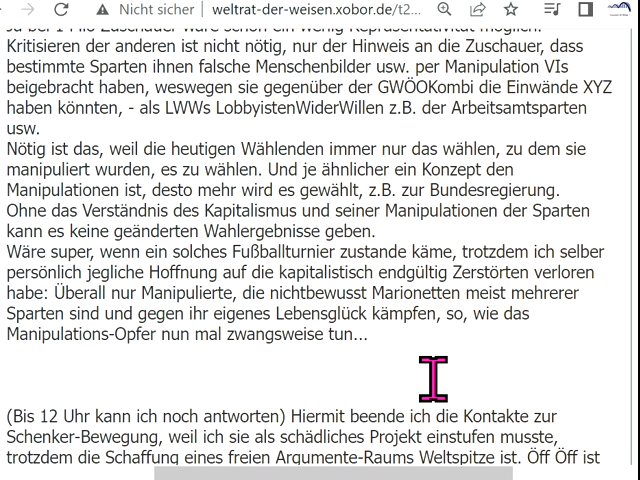 Nicht sicher | weltrat-der-weisen.xobor.de/t2...
Kritisieren der anderen ist nicht nötig, nur der Hinweis an die Zuschauer, dass
bestimmte Sparten ihnen falsche Menschenbilder usw. per Manipulation VIs
beigebracht haben, weswegen sie gegenüber der GWÖOKombi die Einwände XYZ
haben könnten, - als LWWs LobbyistenWiderWillen z.B. der Arbeitsamtsparten
usw.
Nötig ist das, weil die heutigen Wählenden immer nur das wählen, zu dem sie
manipuliert wurden, es zu wählen. Und je ähnlicher ein Konzept den
Manipulationen ist, desto mehr wird es gewählt, z.B. zur Bundesregierung.
Ohne das Verständnis des Kapitalismus und seiner Manipulationen der Sparten
kann es keine geänderten Wahlergebnisse geben.
Wäre super, wenn ein solches Fußballturnier zustande käme, trotzdem ich selber
persönlich jegliche Hoffnung auf die kapitalistisch endgültig Zerstörten verloren
habe: Überall nur Manipulierte, die nichtbewusst Marionetten meist mehrerer
Sparten sind und gegen ihr eigenes Lebensglück kämpfen, so, wie das
Manipulations-Opfer nun mal zwangsweise tun...
(Bis 12 Uhr kann ich noch antworten) Hiermit beende ich die Kontakte zur
Schenker-Bewegung, weil ich sie als schädliches Projekt einstufen musste,
trotzdem die Schaffung eines freien Argumente-Raums Weltspitze ist. Öff Öff ist